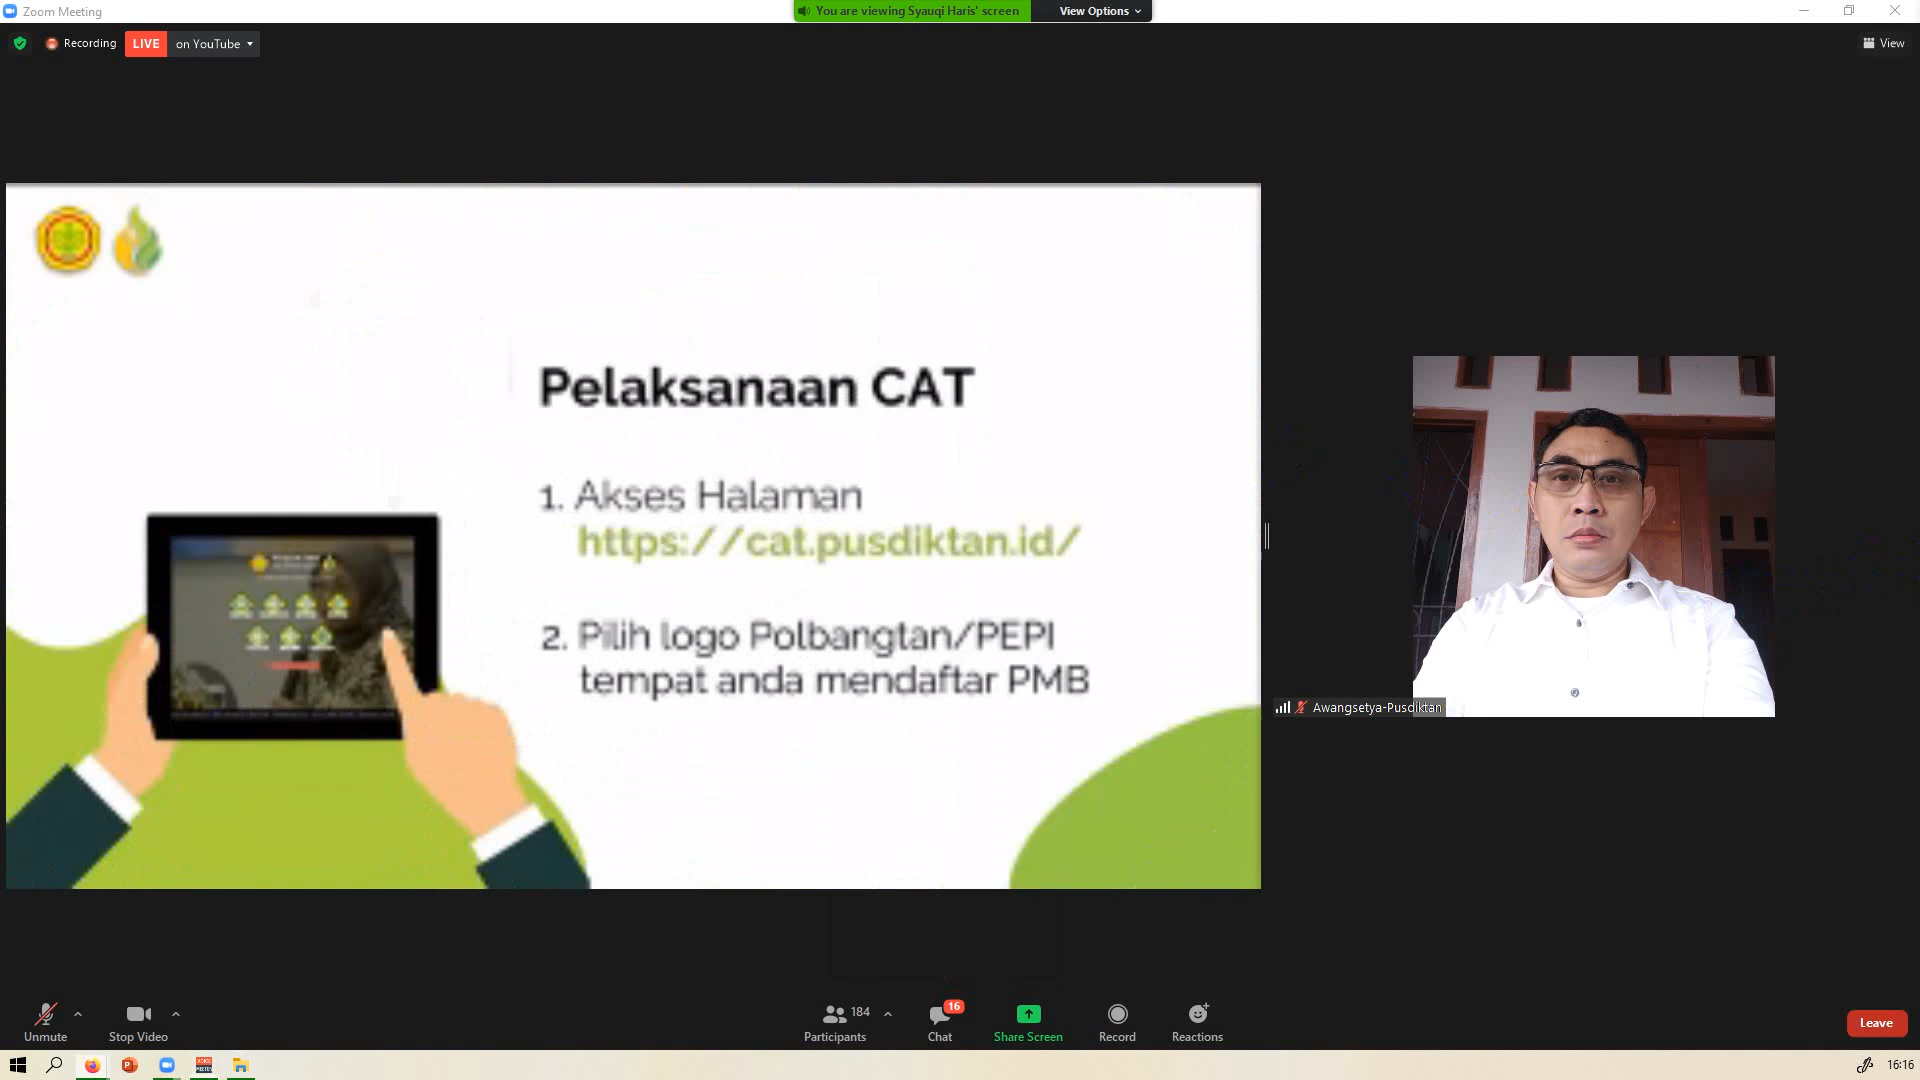 Zoom Meeting
You are viewing Syauqi Haris' screen
View Options
Recording
LIVE
on YouTube
View
Pelaksanaan CAT
1. Akses Halaman
https://cat.pusdiktan.id/
2. Pilih logo Polbangtan/PEPI
tempat anda mendaftar PMB
Awangsetya-Pusdiktan
Unmute
Stop Video
184
Participants
16
Chat
Share Screen
Record
Reactions
Leave
16:16